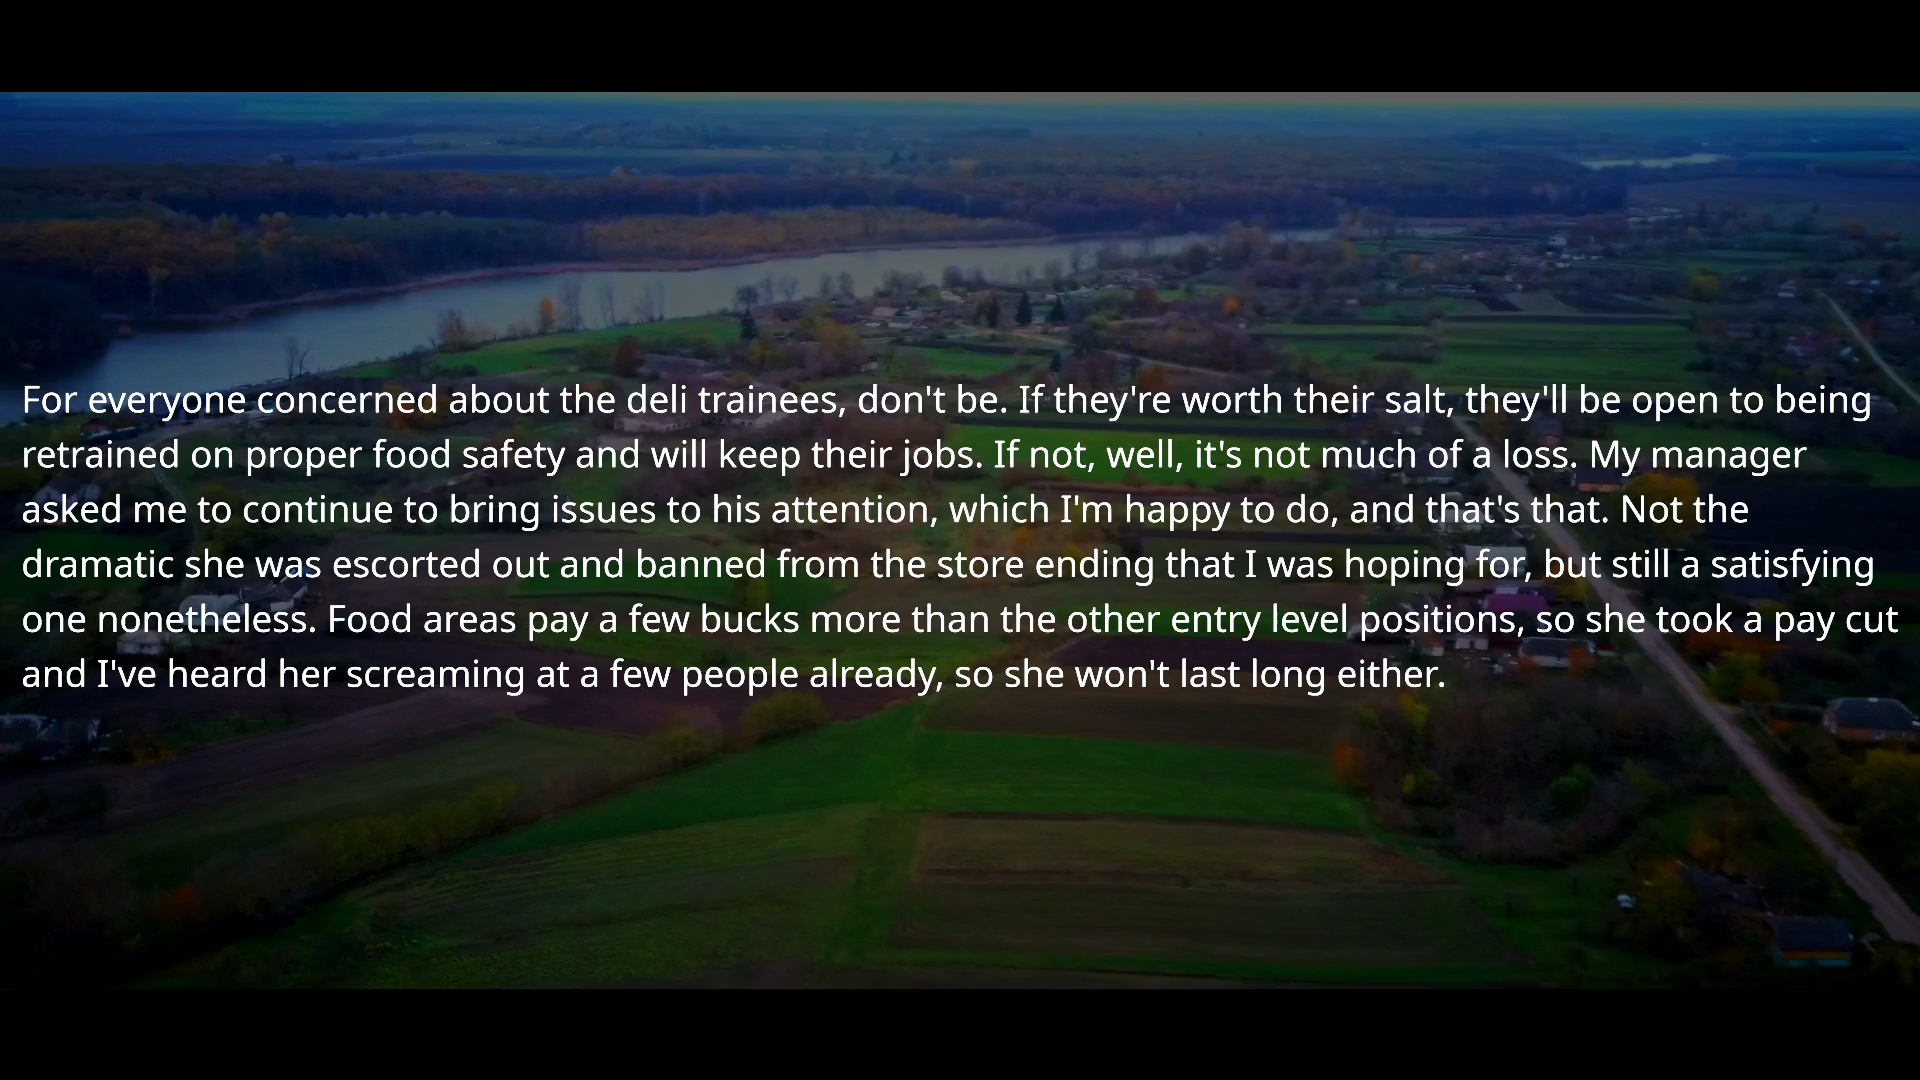 For everyone concerned about the deli trainees, don't be. If they're worth their salt, they'll be open to being
retrained on proper food safety and will keep their jobs. If not, well, it's not much of a loss. My manager
asked me to continue to bring issues to his attention, which I'm happy to do, and that's that. Not the
dramatic she was escorted out and banned from the store ending that I was hoping for, but still a satisfying
one nonetheless. Food areas pay a few bucks more than the other entry level positions, so she took a pay cut
and I've heard her screaming at a few people already, so she won't last long either.